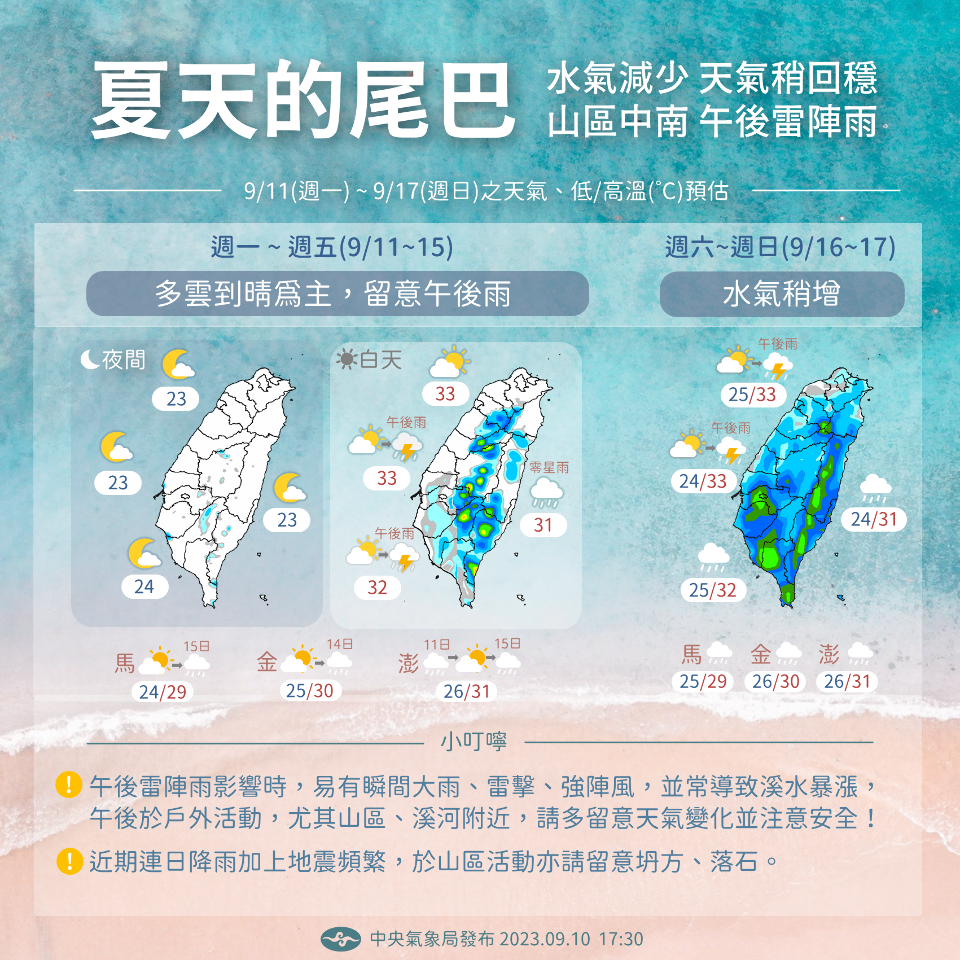 夏天的尾巴
水氣減少 天氣稍回穩
山區中南 午後雷陣雨
9/11(週一) ~ 9/17(週日)之天氣、低/高溫(°C)預估
週一 ~ 週五(9/11~15)
多雲到晴為主，留意午後雨
週六~週日(9/16~17)
水氣稍增
夜間
23
23
23
24
白天
33
午後雨
33
零星雨
31
午後雨
32
午後雨
25/33
午後雨
24/33
24/31
25/32
馬
15日
24/29
金
14日
25/30
澎
11日
15日
26/31
馬
25/29
金
26/30
澎
26/31
小叮嚀
! 午後雷陣雨影響時，易有瞬間大雨、雷擊、強陣風，並常導致溪水暴漲，
午後於戶外活動，尤其山區、溪河附近，請多留意天氣變化並注意安全！
! 近期連日降雨加上地震頻繁，於山區活動亦請留意坍方、落石。
中央氣象局發布 2023.09.10 17:30